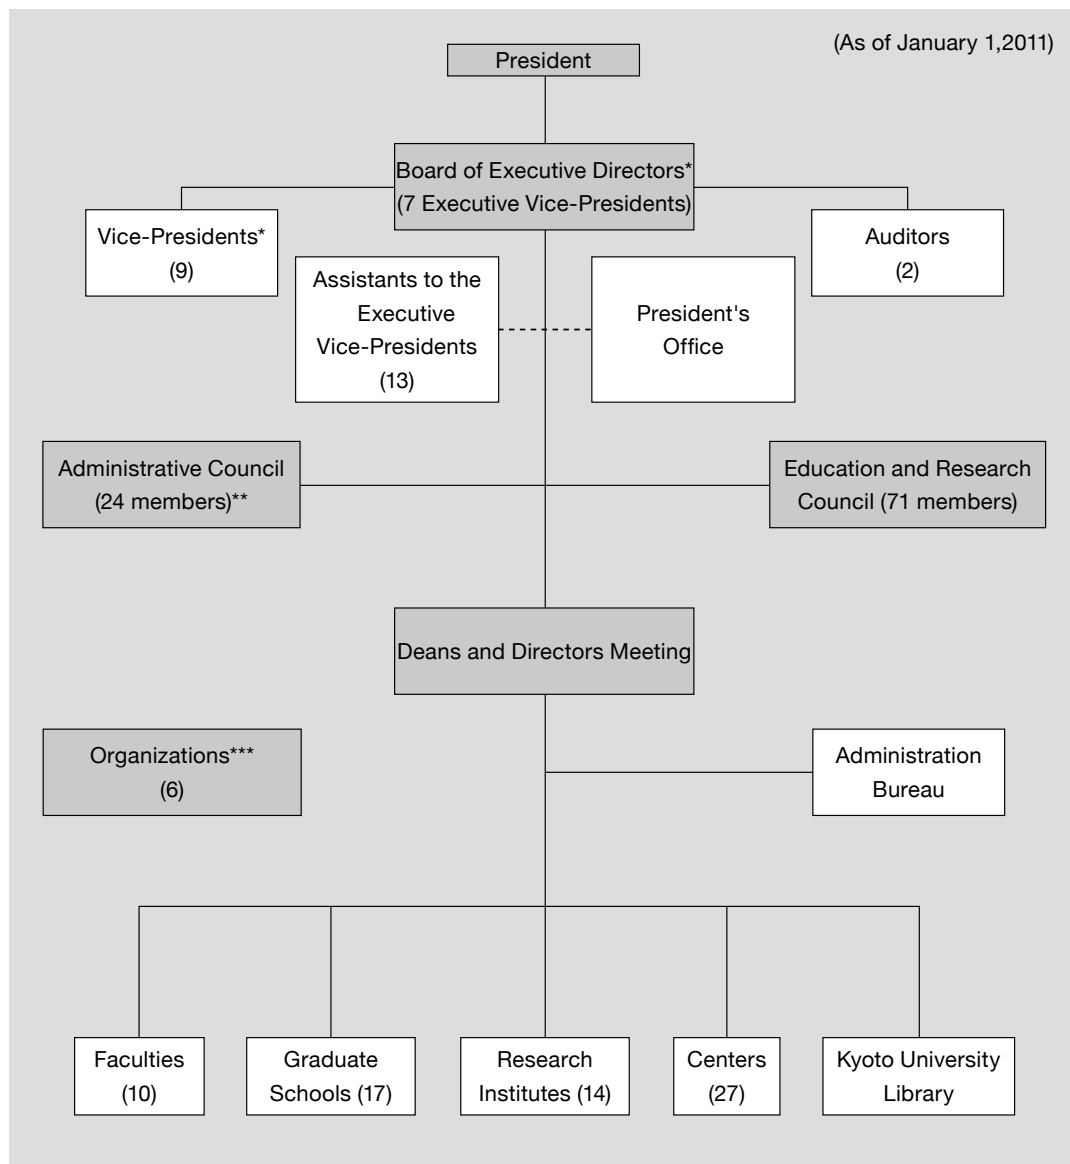 (As of January 1,2011)
President
Board of Executive Directors*
(7 Executive Vice-Presidents)
Vice-Presidents*
(9)
Auditors
(2)
Assistants to the
Executive
Vice-Presidents
(13)
President's
Office
Administrative Council
(24 members)**
Education and Research
Council (71 members)
Deans and Directors Meeting
Organizations***
(6)
Administration
Bureau
Faculties
(10)
Graduate
Schools (17)
Research
Institutes (14)
Centers
(27)
Kyoto University
Library